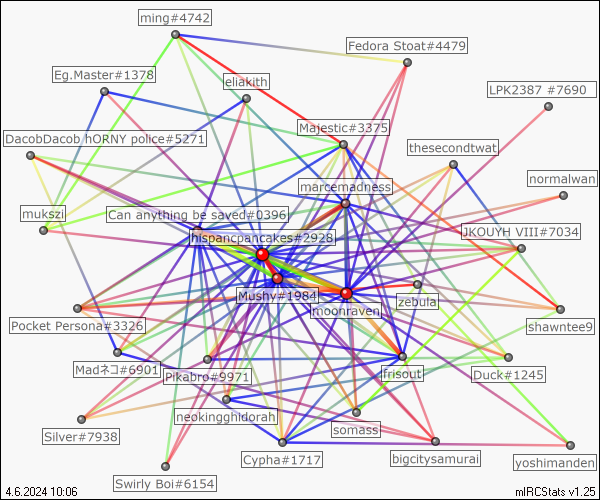 ming#4742
Fedora Stoat#4479
Eg.Master#1378
eliakith
LPK2387 #7690
Majestic#3375
DacobDacob hORNY police#5271
thesecondtwat
normalwan
marcemadness
mukszi
Can anything be saved#0396
JKOUYH VIII#7034
hispancpancakes#2928
Mushy#1984
zebula
moonraven
Pocket Persona#3326
shawntee9
Madネコ#6901
Pikabro#9971
frisout
Duck#1245
neokingghidorah
somass
Silver#7938
Cypha#1717
bigcitysamurai
yoshimanden
Swirly Boi#6154
4.6.2024 10:06
mIRCStats v1.25